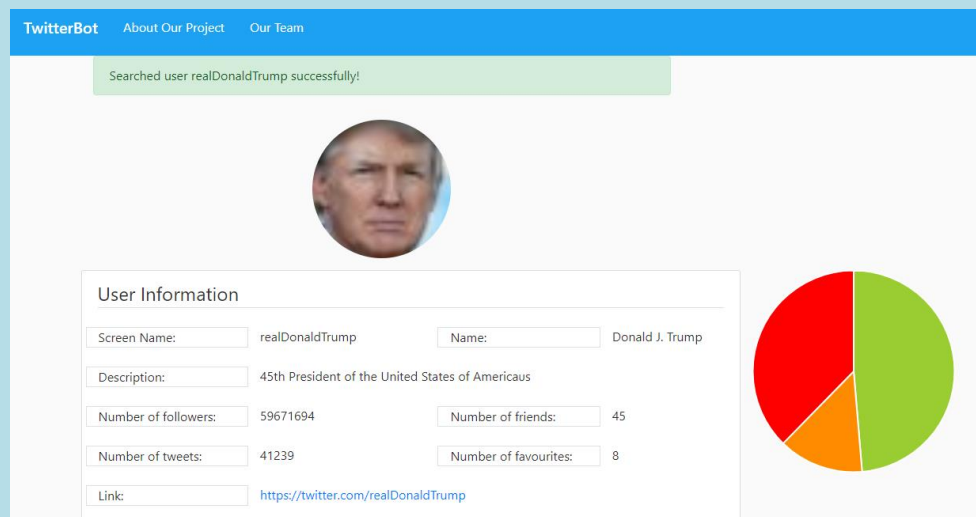 TwitterBot About Our Project Our Team
Searched user realDonaldTrump successfully!
User Information
Screen Name: realDonaldTrump Name: Donald J. Trump
Description: 45th President of the United States of Americaus
Number of followers: 59671694 Number of friends: 45
Number of tweets: 41239 Number of favourites: 8
Link: https://twitter.com/realDonaldTrump